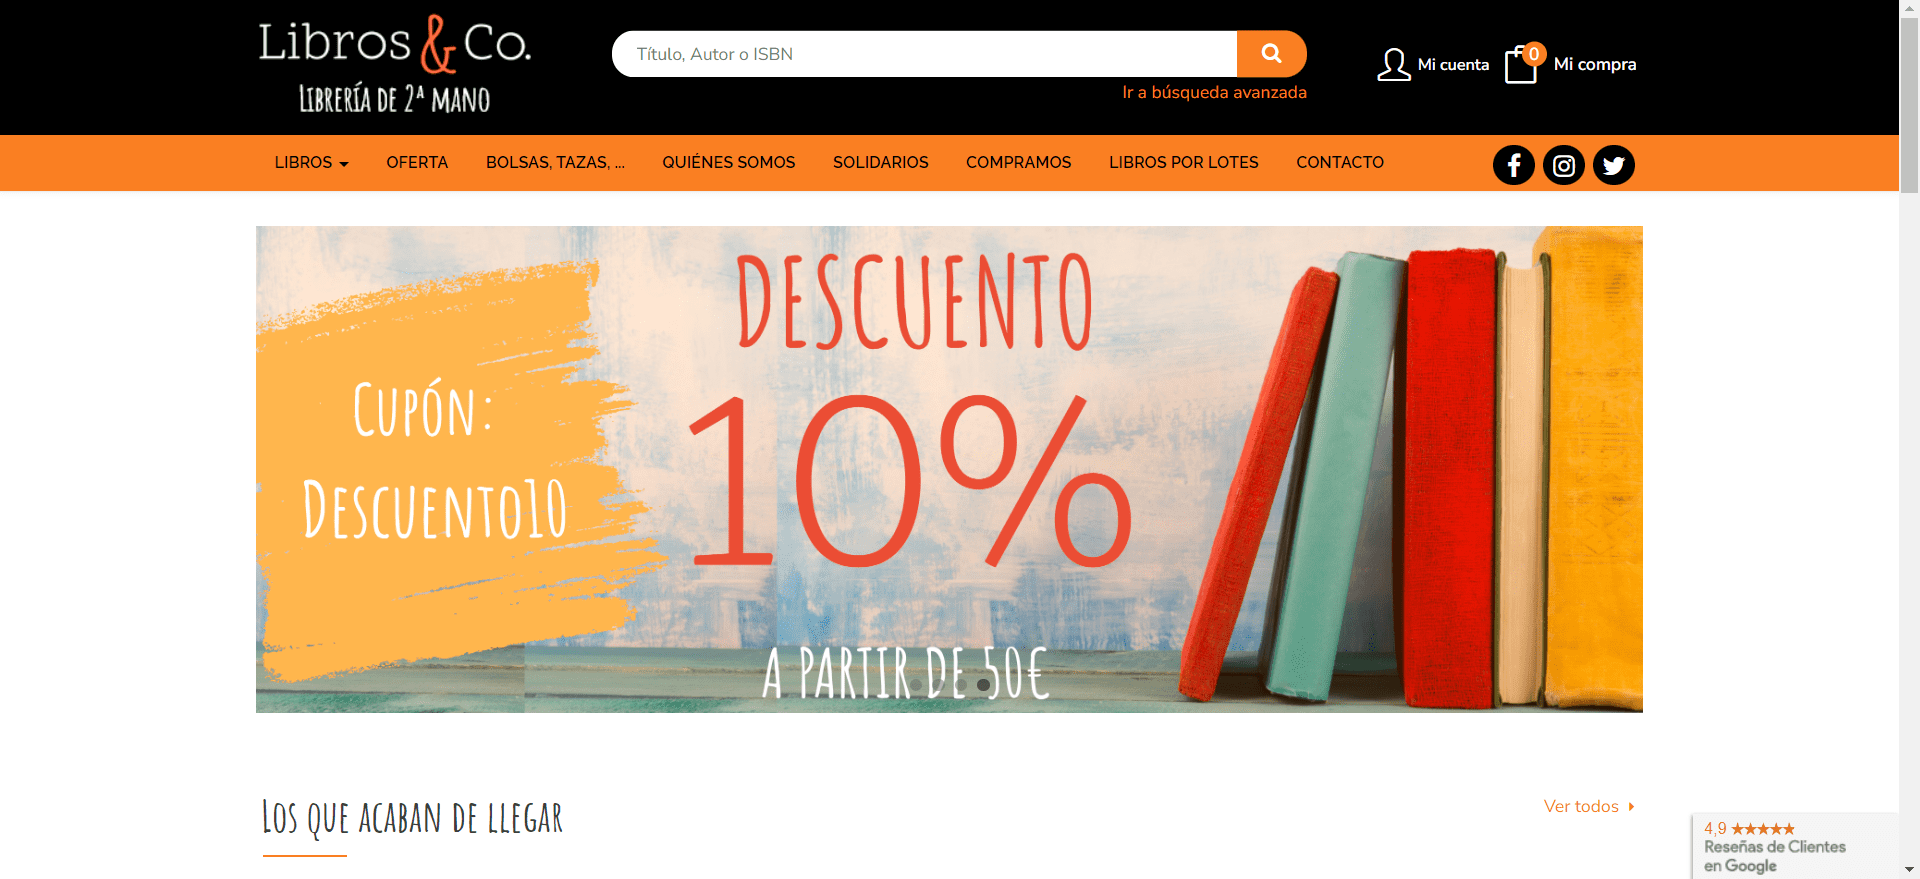 Libros & Co.
Librería de 2ª mano
Título, Autor o ISBN
Ir a búsqueda avanzada
Mi cuenta
0
Mi compra
LIBROS
OFERTA
BOLSAS, TAZAS, ...
QUIÉNES SOMOS
SOLIDARIOS
COMPRAMOS
LIBROS POR LOTES
CONTACTO
Cupón:
Descuento10
DESCUENTO
10%
A PARTIR DE 50€
Los que acaban de llegar
Ver todos
4,9 ★★★★★
Reseñas de Clientes
en Google